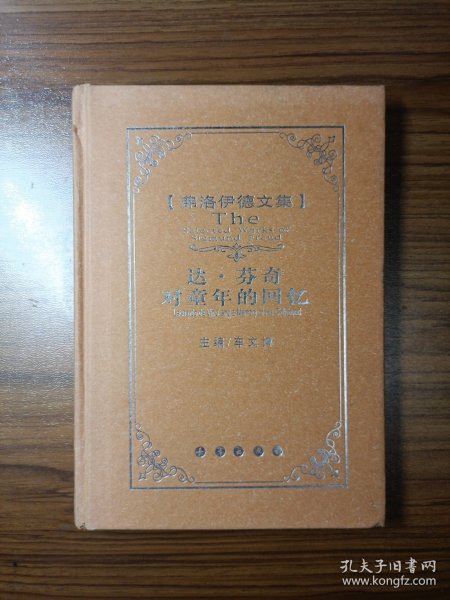 【弗洛伊德文集】
The
Selected Works of
Sigmund Freud
达·芬奇
对童年的回忆
主编/车文博
孔夫子旧书网
www.kongfz.com